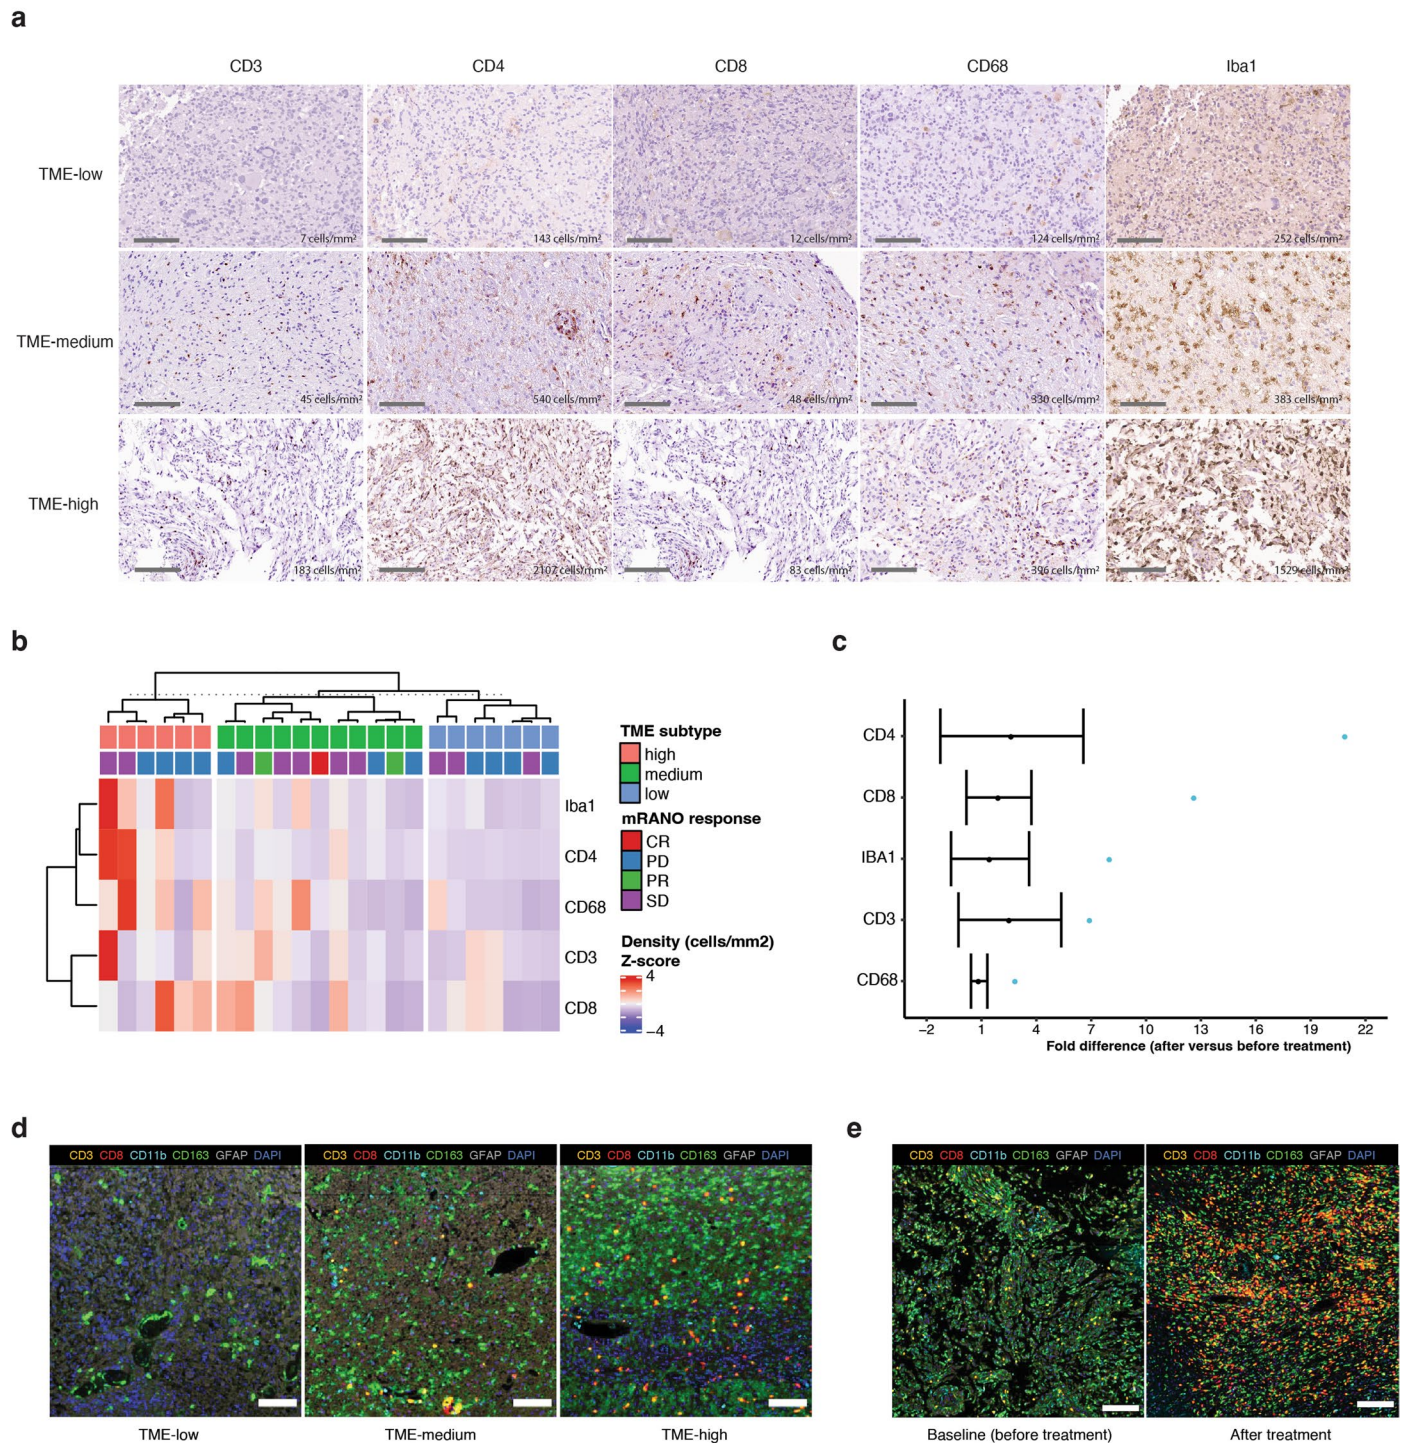 a
CD3 CD4 CD8 CD68 Iba1
TME-low
7 cells/mm² 143 cells/mm² 12 cells/mm² 124 cells/mm² 252 cells/mm²
TME-medium
45 cells/mm² 540 cells/mm² 48 cells/mm² 330 cells/mm² 383 cells/mm²
TME-high
183 cells/mm² 2107 cells/mm² 83 cells/mm² 396 cells/mm² 1529 cells/mm²
b
TME subtype
high
medium
low
mRANO response
CR
PD
PR
SD
Density (cells/mm2)
Z-score
4
−4
Iba1
CD4
CD68
CD3
CD8
c
CD4
CD8
IBA1
CD3
CD68
−2 1 4 7 10 13 16 19 22
Fold difference (after versus before treatment)
d
CD3 CD8 CD11b CD163 GFAP DAPI
CD3 CD8 CD11b CD163 GFAP DAPI
CD3 CD8 CD11b CD163 GFAP DAPI
TME-low TME-medium TME-high
e
CD3 CD8 CD11b CD163 GFAP DAPI
CD3 CD8 CD11b CD163 GFAP DAPI
Baseline (before treatment) After treatment